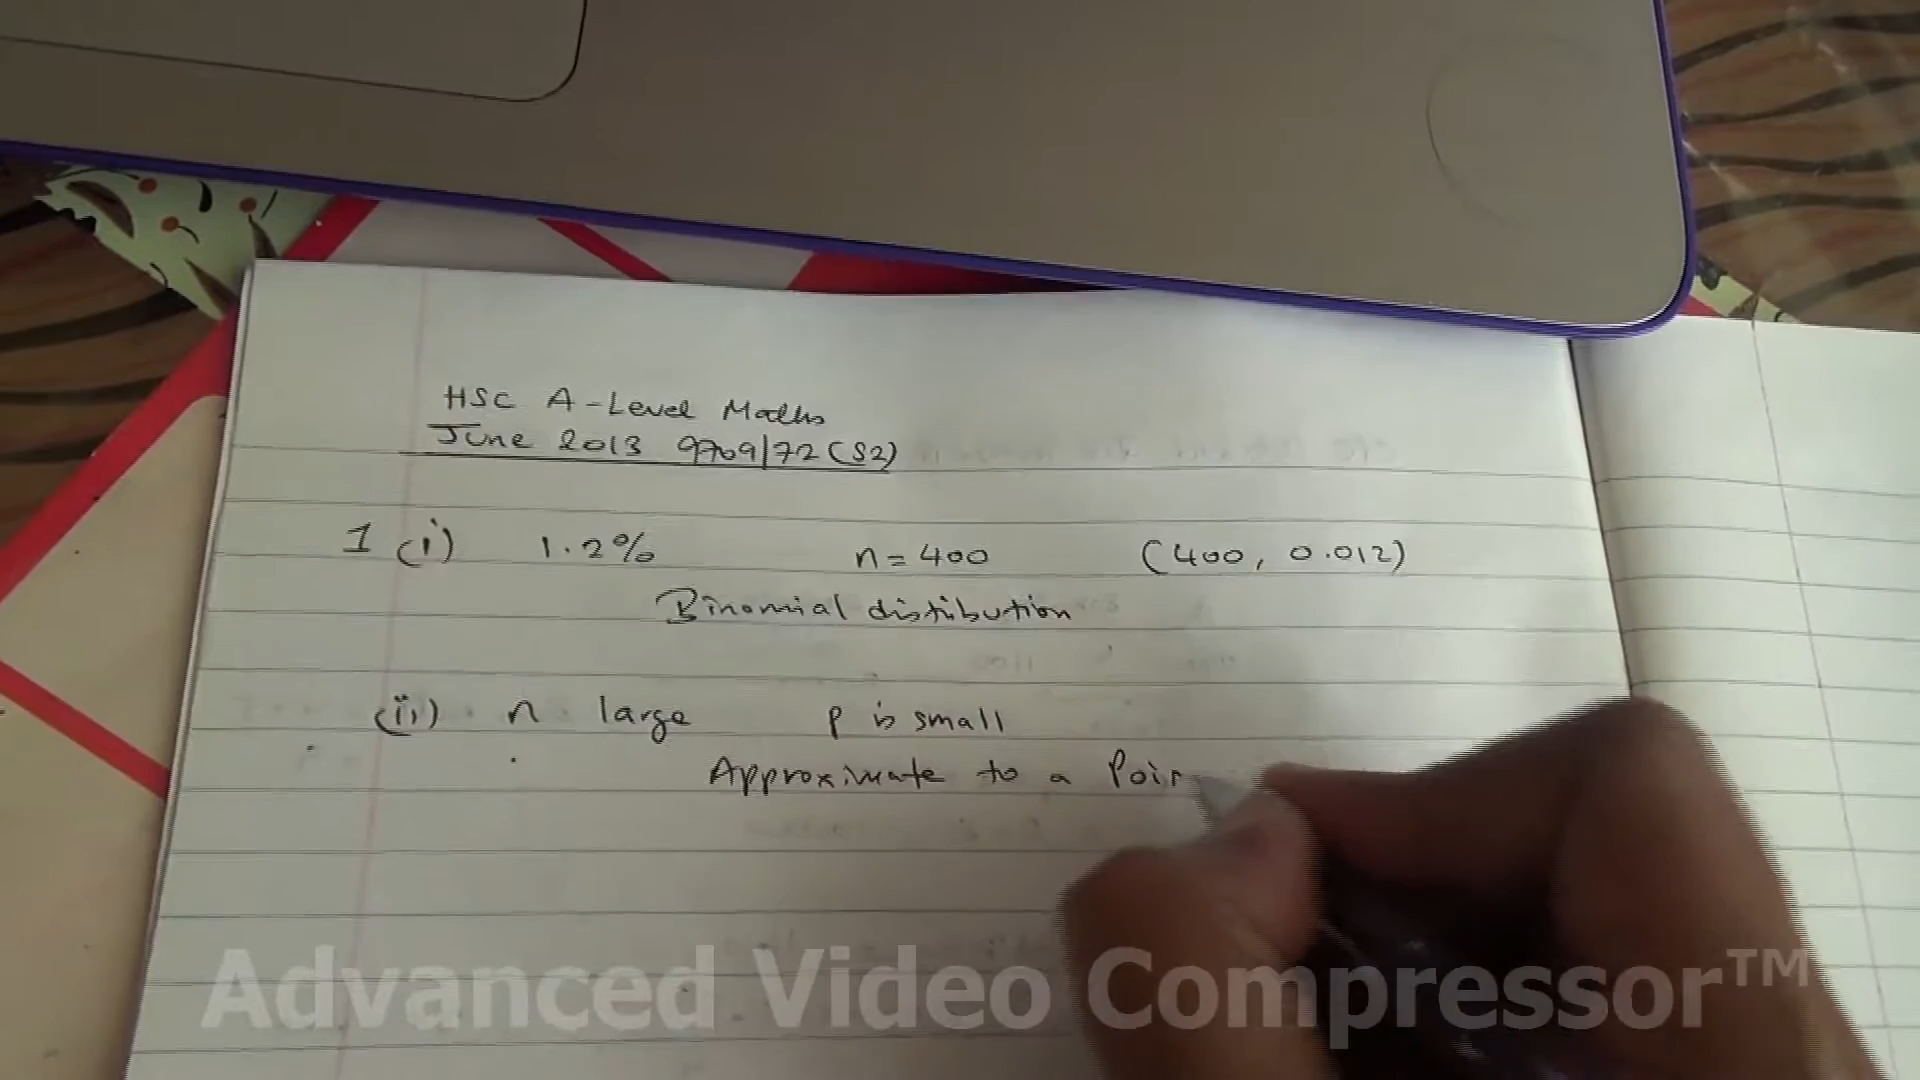 HSC A-Level Maths
June 2013 9709/72 (S2)
1 (i) 1.2% n = 400 (400, 0.012)
Binomial distribution
(ii) n large p is small
Approximate to a Poi
Advanced Video Compressor™